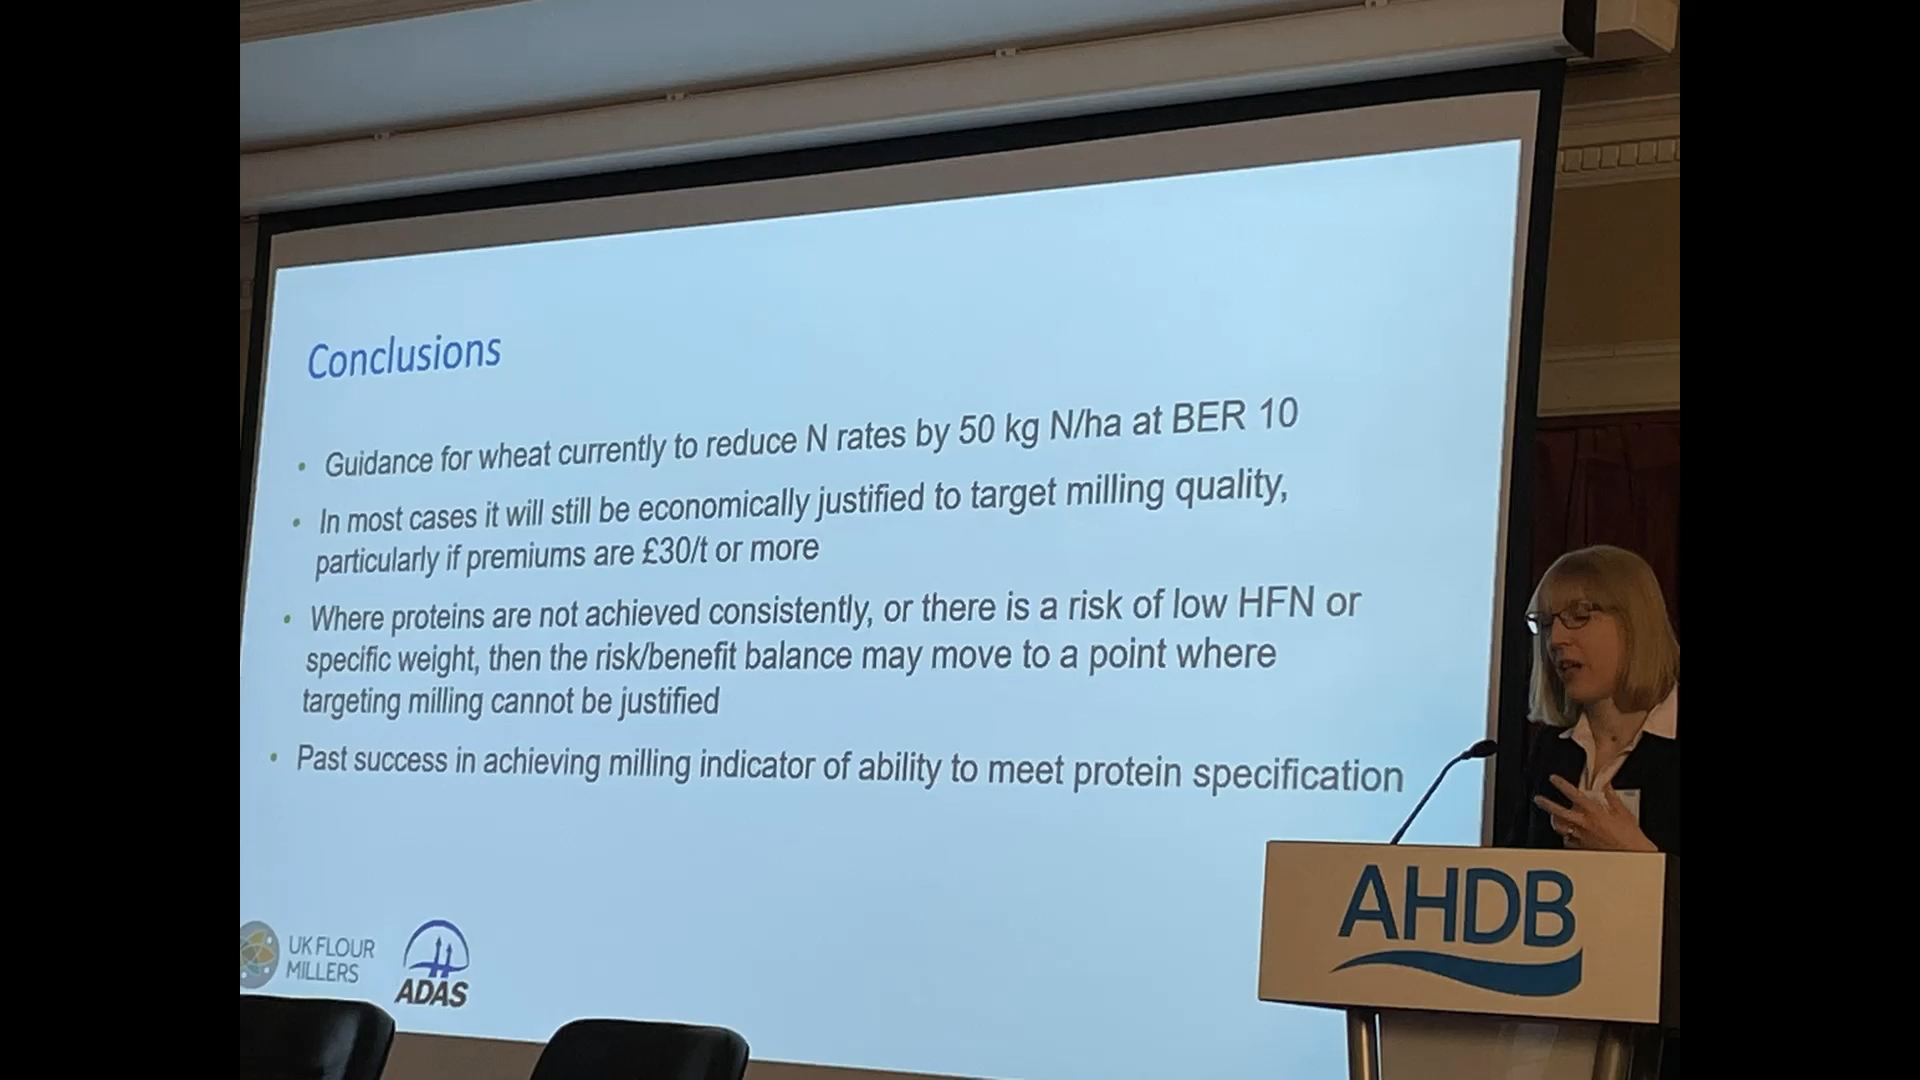 Conclusions
• Guidance for wheat currently to reduce N rates by 50 kg N/ha at BER 10
• In most cases it will still be economically justified to target milling quality,
particularly if premiums are £30/t or more
• Where proteins are not achieved consistently, or there is a risk of low HFN or
specific weight, then the risk/benefit balance may move to a point where
targeting milling cannot be justified
• Past success in achieving milling indicator of ability to meet protein specification
UK FLOUR
MILLERS
ADAS
AHDB